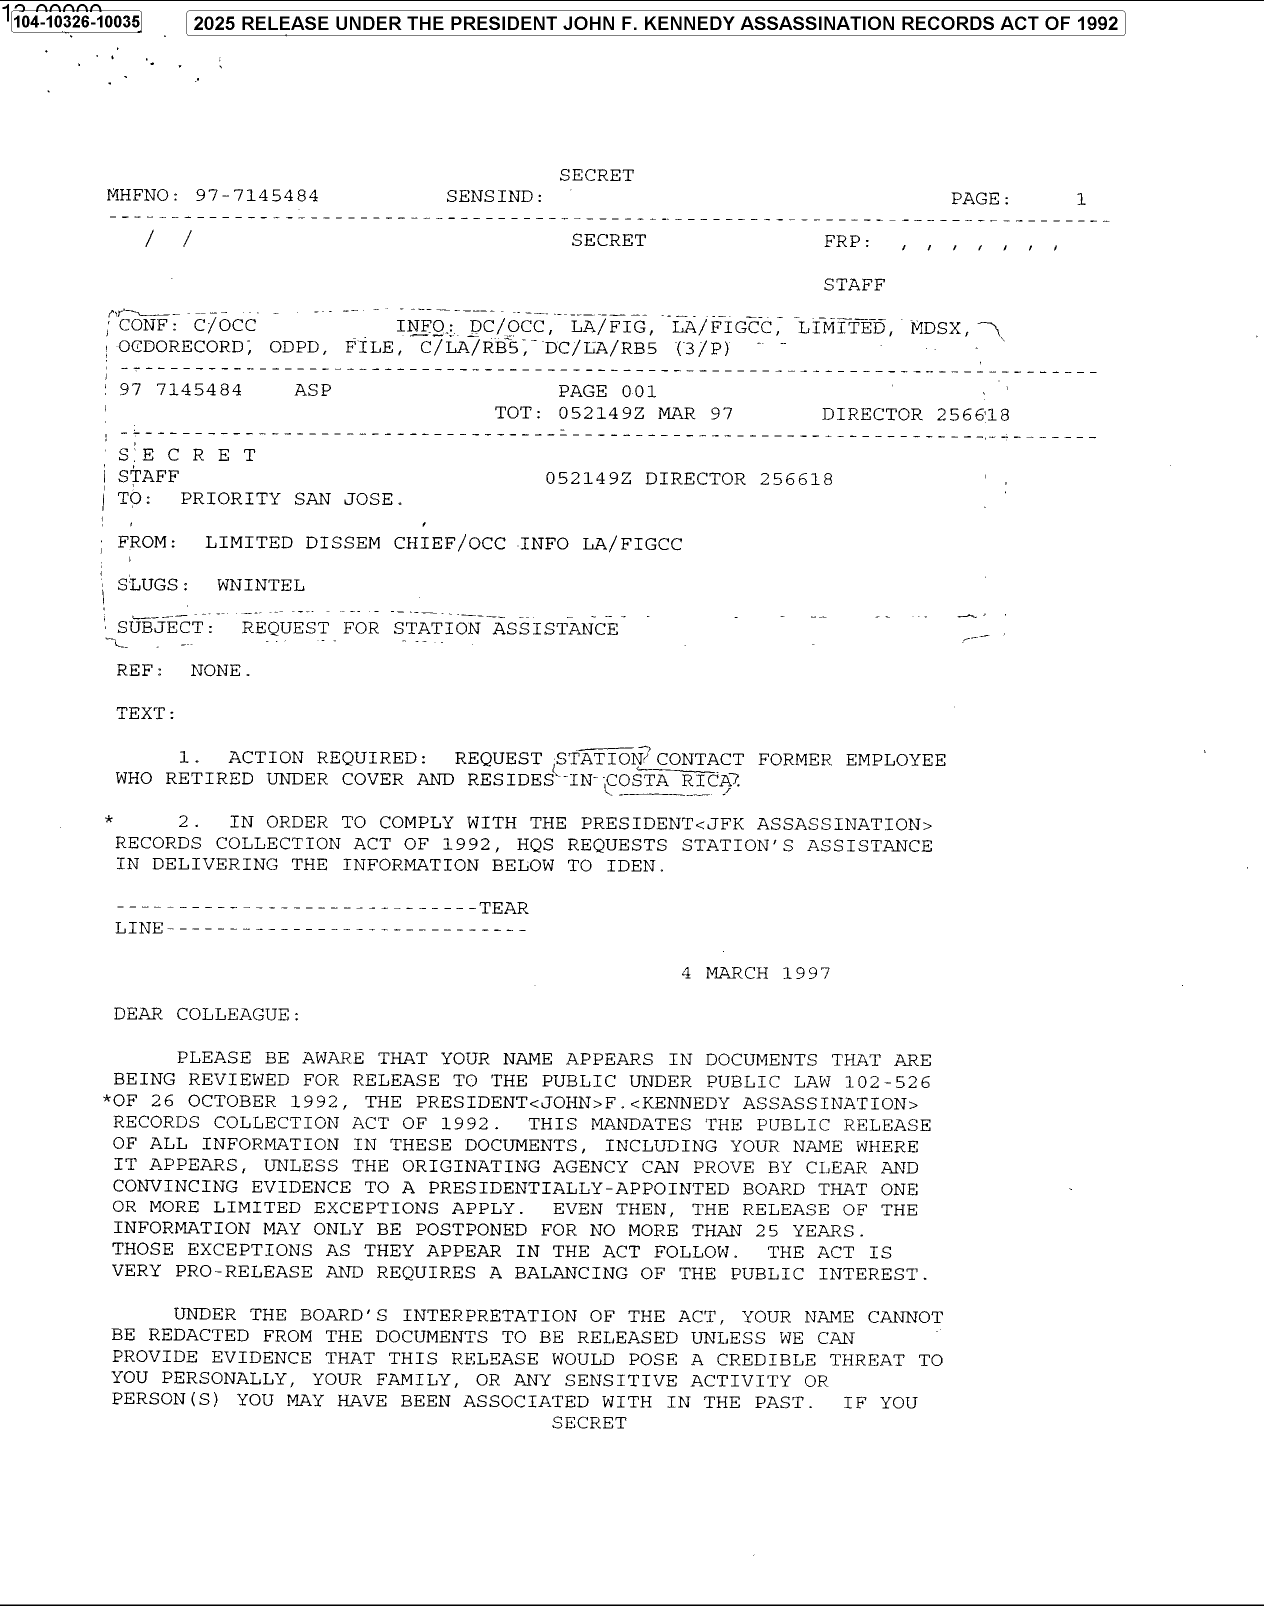 104-10326-10035
2025 RELEASE UNDER THE PRESIDENT JOHN F. KENNEDY ASSASSINATION RECORDS ACT OF 1992
SECRET
MHFNO: 97-7145484 SENSIND: PAGE: 1
/ / SECRET FRP: , , , , , , ,
STAFF
CONF: C/OCC INFO: DC/OCC, LA/FIG, LA/FIGCC, LIMITED, MDSX,
OCDORECORD, ODPD, FILE, C/LA/RB5, DC/LA/RB5 (3/P)
97 7145484 ASP PAGE 001
TOT: 052149Z MAR 97 DIRECTOR 256618
S E C R E T
STAFF 052149Z DIRECTOR 256618
TO: PRIORITY SAN JOSE.
FROM: LIMITED DISSEM CHIEF/OCC INFO LA/FIGCC
SLUGS: WNINTEL
SUBJECT: REQUEST FOR STATION ASSISTANCE
REF: NONE.
TEXT:
1. ACTION REQUIRED: REQUEST STATION CONTACT FORMER EMPLOYEE
WHO RETIRED UNDER COVER AND RESIDES IN COSTA RICA.
* 2. IN ORDER TO COMPLY WITH THE PRESIDENT<JFK ASSASSINATION>
RECORDS COLLECTION ACT OF 1992, HQS REQUESTS STATION'S ASSISTANCE
IN DELIVERING THE INFORMATION BELOW TO IDEN.
-----------------------------TEAR
LINE-----------------------------
4 MARCH 1997
DEAR COLLEAGUE:
PLEASE BE AWARE THAT YOUR NAME APPEARS IN DOCUMENTS THAT ARE
BEING REVIEWED FOR RELEASE TO THE PUBLIC UNDER PUBLIC LAW 102-526
*OF 26 OCTOBER 1992, THE PRESIDENT<JOHN>F.<KENNEDY ASSASSINATION>
RECORDS COLLECTION ACT OF 1992. THIS MANDATES THE PUBLIC RELEASE
OF ALL INFORMATION IN THESE DOCUMENTS, INCLUDING YOUR NAME WHERE
IT APPEARS, UNLESS THE ORIGINATING AGENCY CAN PROVE BY CLEAR AND
CONVINCING EVIDENCE TO A PRESIDENTIALLY-APPOINTED BOARD THAT ONE
OR MORE LIMITED EXCEPTIONS APPLY. EVEN THEN, THE RELEASE OF THE
INFORMATION MAY ONLY BE POSTPONED FOR NO MORE THAN 25 YEARS.
THOSE EXCEPTIONS AS THEY APPEAR IN THE ACT FOLLOW. THE ACT IS
VERY PRO-RELEASE AND REQUIRES A BALANCING OF THE PUBLIC INTEREST.
UNDER THE BOARD'S INTERPRETATION OF THE ACT, YOUR NAME CANNOT
BE REDACTED FROM THE DOCUMENTS TO BE RELEASED UNLESS WE CAN
PROVIDE EVIDENCE THAT THIS RELEASE WOULD POSE A CREDIBLE THREAT TO
YOU PERSONALLY, YOUR FAMILY, OR ANY SENSITIVE ACTIVITY OR
PERSON(S) YOU MAY HAVE BEEN ASSOCIATED WITH IN THE PAST. IF YOU
SECRET